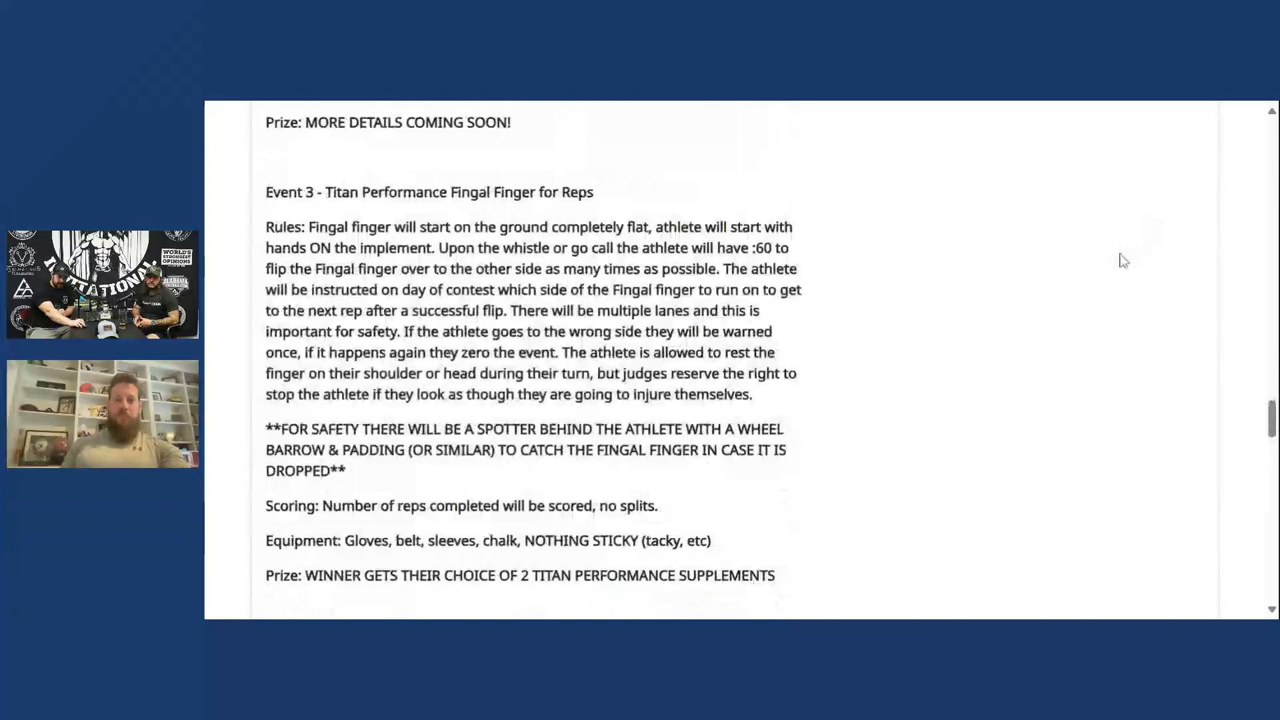 Prize: MORE DETAILS COMING SOON!
Event 3 - Titan Performance Fingal Finger for Reps
Rules: Fingal finger will start on the ground completely flat, athlete will start with
hands ON the implement. Upon the whistle or go call the athlete will have :60 to
flip the Fingal finger over to the other side as many times as possible. The athlete
will be instructed on day of contest which side of the Fingal finger to run on to get
to the next rep after a successful flip. There will be multiple lanes and this is
important for safety. If the athlete goes to the wrong side they will be warned
once, if it happens again they zero the event. The athlete is allowed to rest the
finger on their shoulder or head during their turn, but judges reserve the right to
stop the athlete if they look as though they are going to injure themselves.
**FOR SAFETY THERE WILL BE A SPOTTER BEHIND THE ATHLETE WITH A WHEEL
BARROW & PADDING (OR SIMILAR) TO CATCH THE FINGAL FINGER IN CASE IT IS
DROPPED**
Scoring: Number of reps completed will be scored, no splits.
Equipment: Gloves, belt, sleeves, chalk, NOTHING STICKY (tacky, etc)
Prize: WINNER GETS THEIR CHOICE OF 2 TITAN PERFORMANCE SUPPLEMENTS
WORLD'S
STRONGEST
OPINIONS